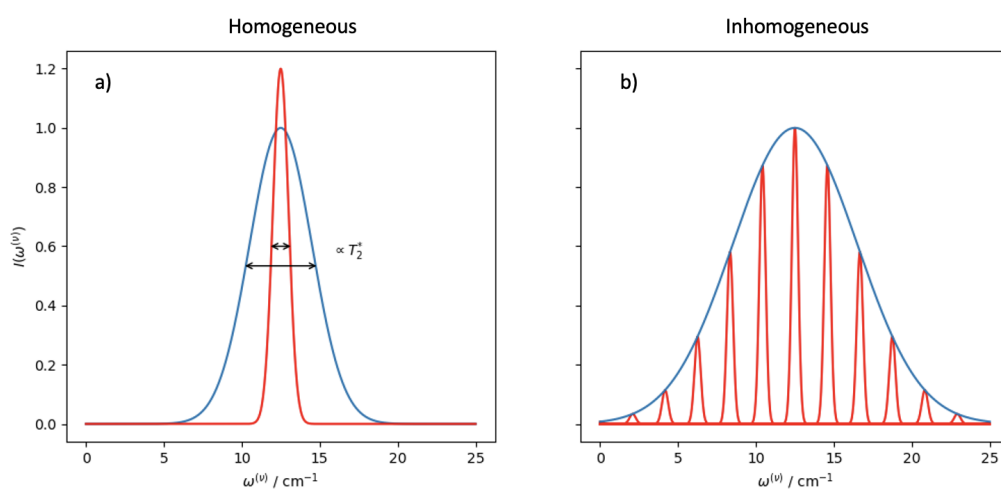 Homogeneous
a)
1.2
1.0
0.8
0.6
0.4
0.2
0.0
I(ω^(ν))
∝ T₂*
0 5 10 15 20 25
ω^(ν) / cm⁻¹
Inhomogeneous
b)
0 5 10 15 20 25
ω^(ν) / cm⁻¹